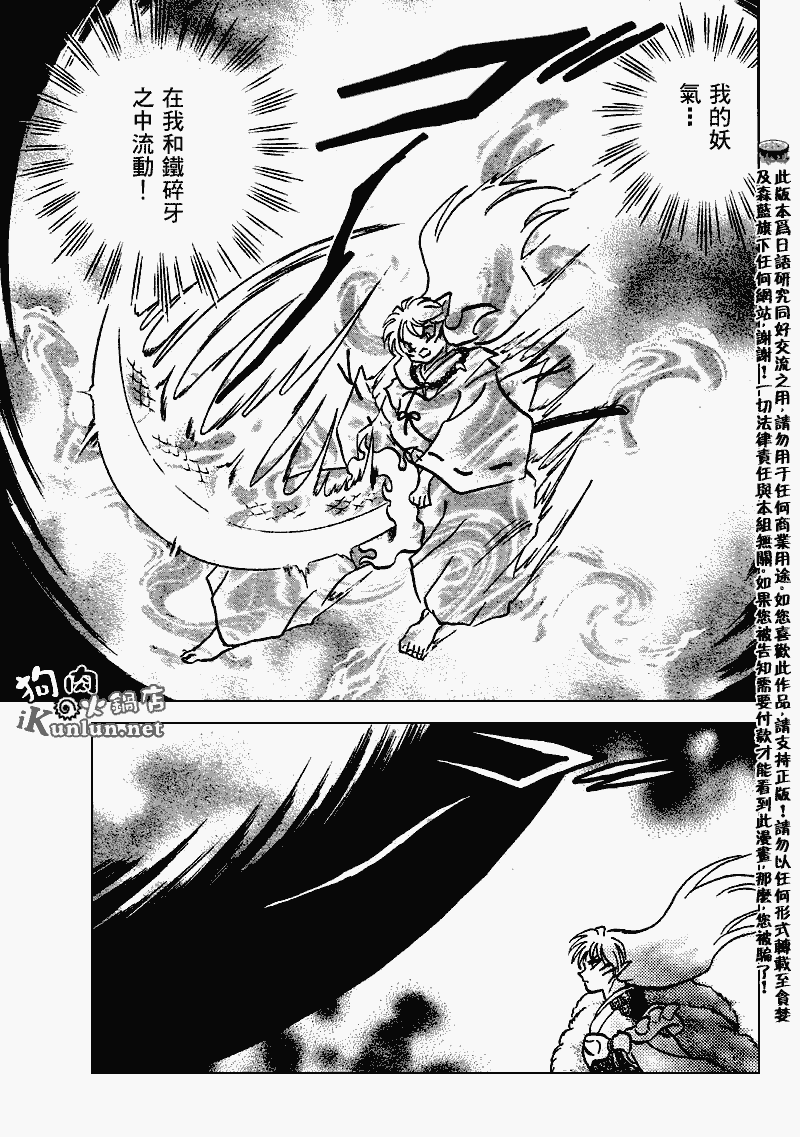 我的妖
氣…
在我和鐵碎牙
之中流動！
ゴ
此版本爲日語研究同好交流之用，請勿用于任何商業用途。如您喜歡此作品，請支持正版！請勿以任何形式轉載至貪婪
及森藍旗下任何網站，謝謝！一切法律責任與本組無關。如果您被告知需要付款才能看到此漫畫，那麼，您被騙了！
狗肉火鍋店
iKunlun.net